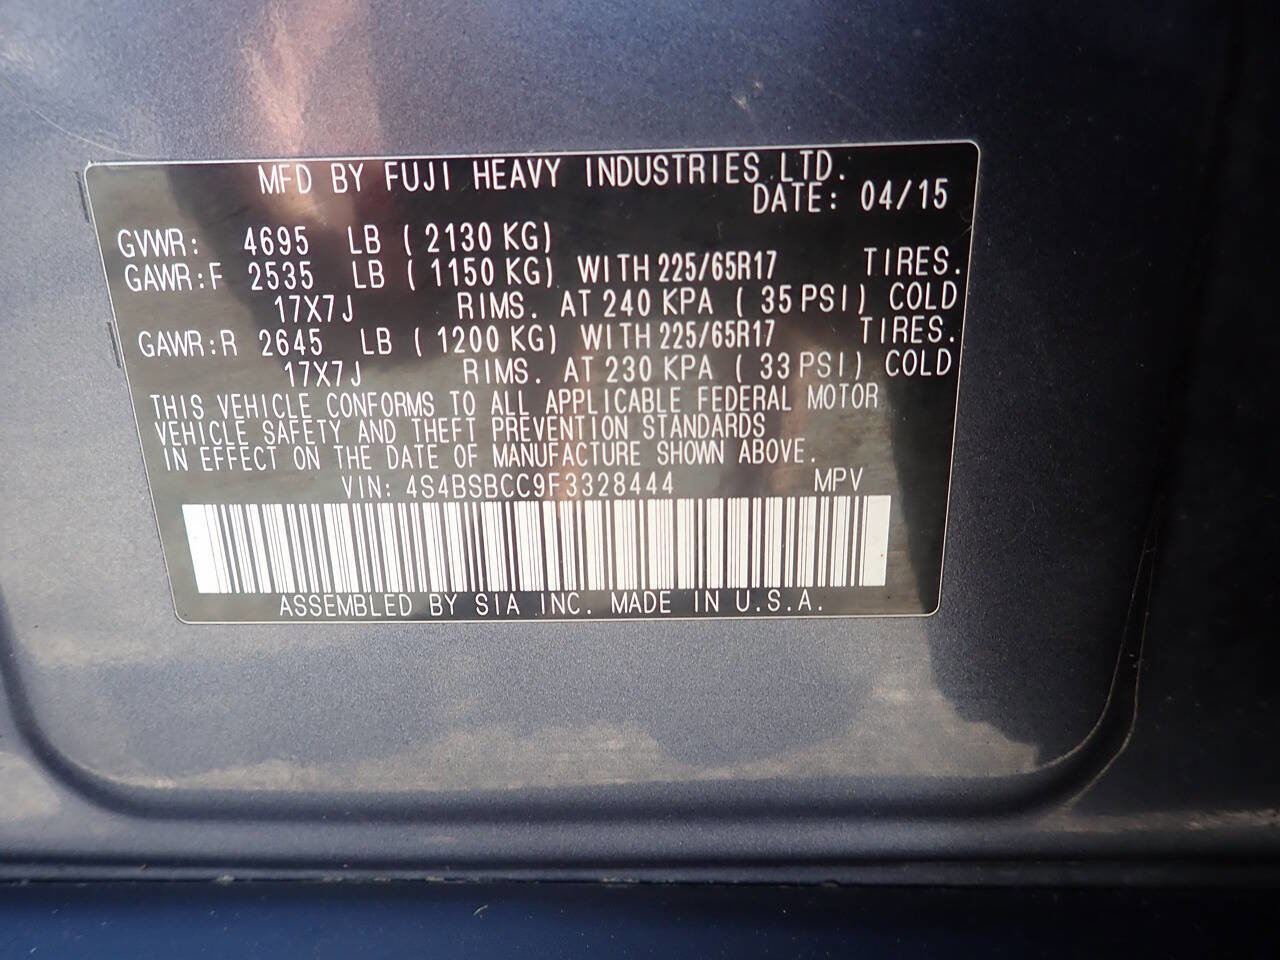 MFD BY FUJI HEAVY INDUSTRIES LTD.
DATE: 04/15
GVWR: 4695 LB ( 2130 KG)
GAWR:F 2535 LB ( 1150 KG) WITH 225/65R17 TIRES.
17X7J RIMS. AT 240 KPA ( 35 PSI) COLD
GAWR:R 2645 LB ( 1200 KG) WITH 225/65R17 TIRES.
17X7J RIMS. AT 230 KPA ( 33 PSI) COLD
THIS VEHICLE CONFORMS TO ALL APPLICABLE FEDERAL MOTOR
VEHICLE SAFETY AND THEFT PREVENTION STANDARDS
IN EFFECT ON THE DATE OF MANUFACTURE SHOWN ABOVE.
VIN: 4S4BSBCC9F3328444 MPV
ASSEMBLED BY SIA INC. MADE IN U.S.A.